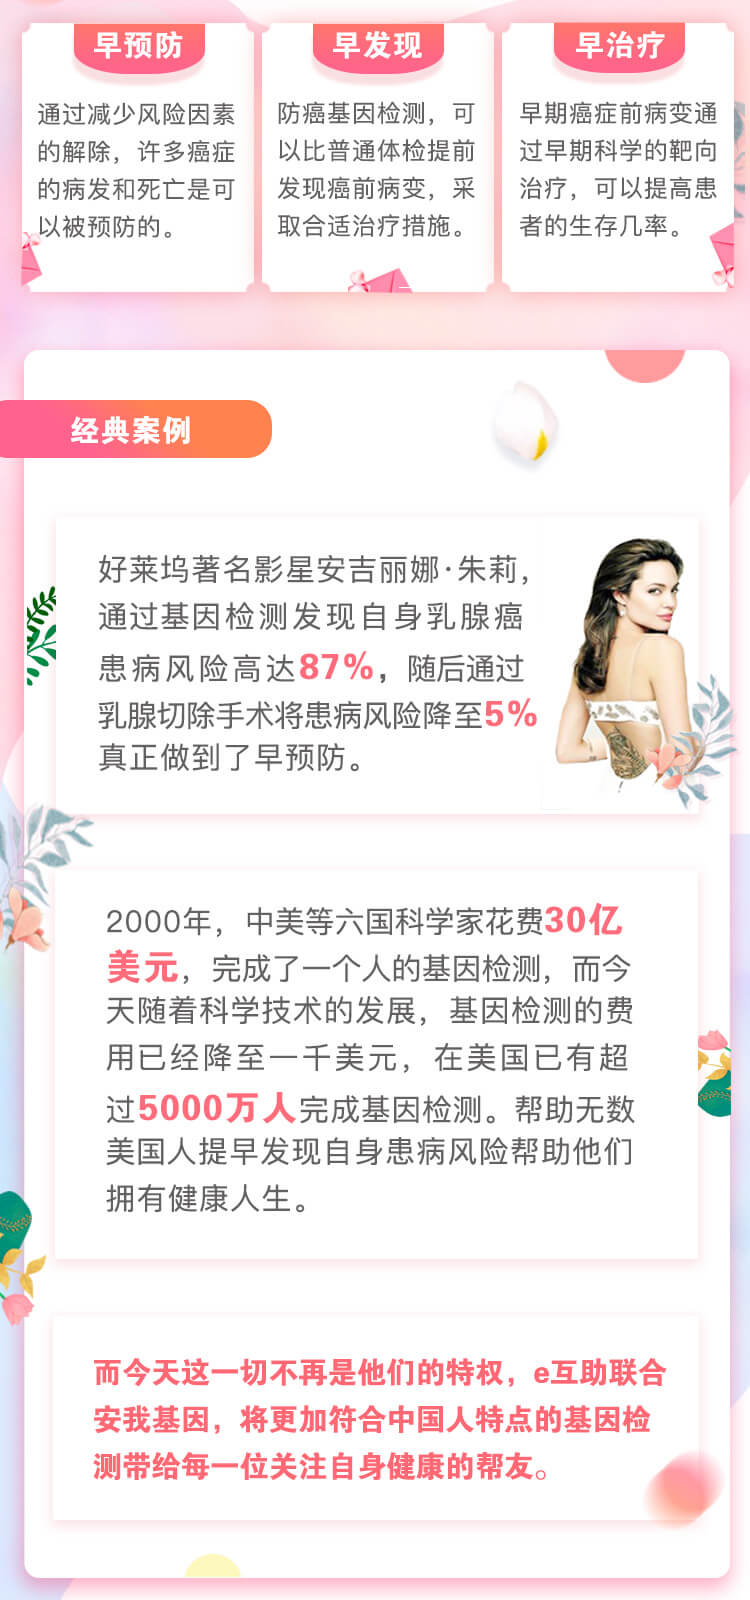 早预防
通过减少风险因素
的解除，许多癌症
的病发和死亡是可
以被预防的。
早发现
防癌基因检测，可
以比普通体检提前
发现癌前病变，采
取合适治疗措施。
早治疗
早期癌症前病变通
过早期科学的靶向
治疗，可以提高患
者的生存几率。
经典案例
好莱坞著名影星安吉丽娜·朱莉，
通过基因检测发现自身乳腺癌
患病风险高达87%，随后通过
乳腺切除手术将患病风险降至5%
真正做到了早预防。
2000年，中美等六国科学家花费30亿
美元，完成了一个人的基因检测，而今
天随着科学技术的发展，基因检测的费
用已经降至一千美元，在美国已有超
过5000万人完成基因检测。帮助无数
美国人提早发现自身患病风险帮助他们
拥有健康人生。
而今天这一切不再是他们的特权，e互助联合
安我基因，将更加符合中国人特点的基因检
测带给每一位关注自身健康的帮友。